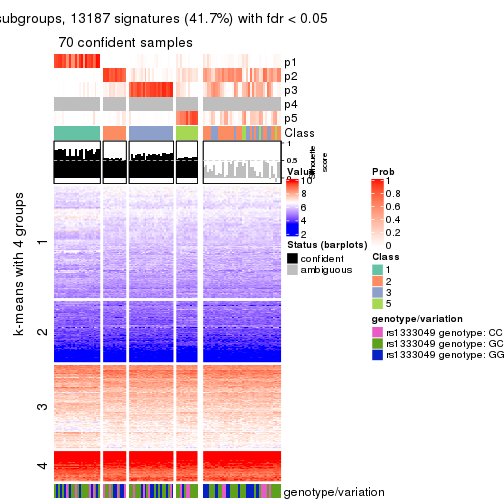 subgroups, 13187 signatures (41.7%) with fdr < 0.05
70 confident samples
p1
p2
p3
p4
p5
Class
1
0.5
0
silhouette
score
Value
10
8
6
4
2
Status (barplots)
confident
ambiguous
Prob
1
0.8
0.6
0.4
0.2
0
Class
1
2
3
5
genotype/variation
rs1333049 genotype: CC
rs1333049 genotype: GC
rs1333049 genotype: GG
k-means with 4 groups
1
2
3
4
genotype/variation